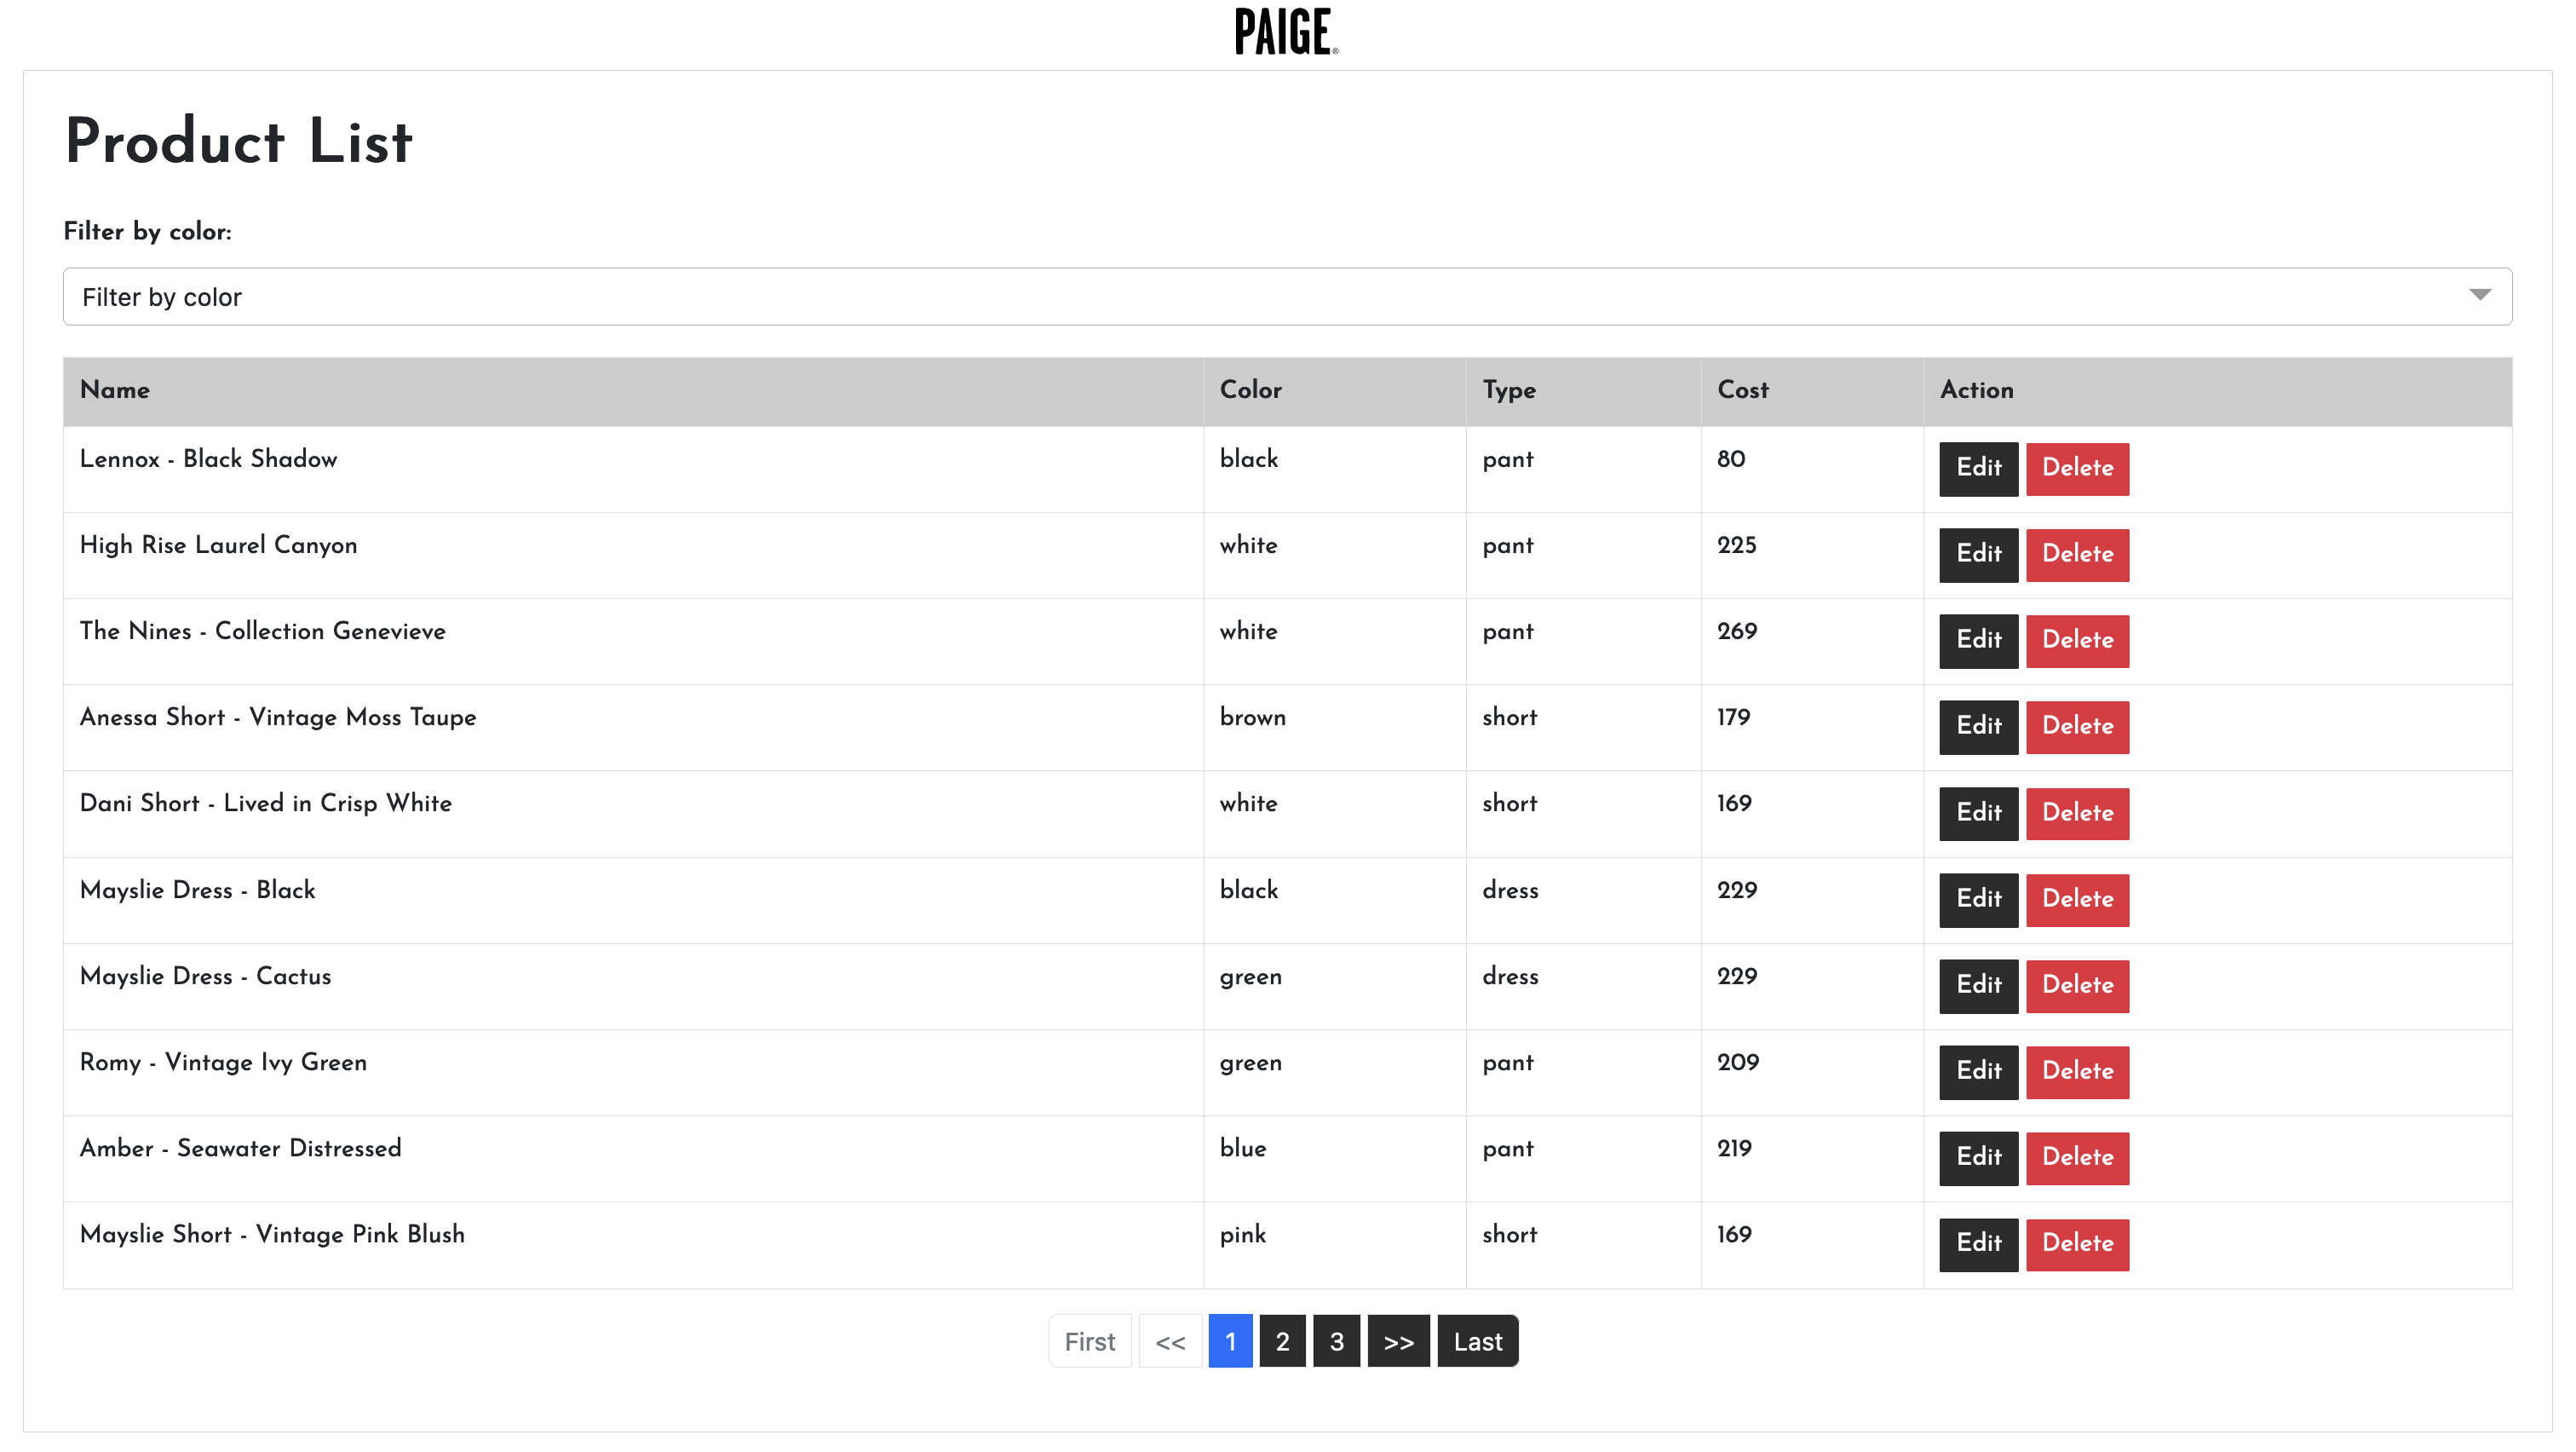 PAIGE®
Product List
Filter by color:
Filter by color
Name Color Type Cost Action
Lennox - Black Shadow black pant 80 Edit Delete
High Rise Laurel Canyon white pant 225 Edit Delete
The Nines - Collection Genevieve white pant 269 Edit Delete
Anessa Short - Vintage Moss Taupe brown short 179 Edit Delete
Dani Short - Lived in Crisp White white short 169 Edit Delete
Mayslie Dress - Black black dress 229 Edit Delete
Mayslie Dress - Cactus green dress 229 Edit Delete
Romy - Vintage Ivy Green green pant 209 Edit Delete
Amber - Seawater Distressed blue pant 219 Edit Delete
Mayslie Short - Vintage Pink Blush pink short 169 Edit Delete
First << 1 2 3 >> Last